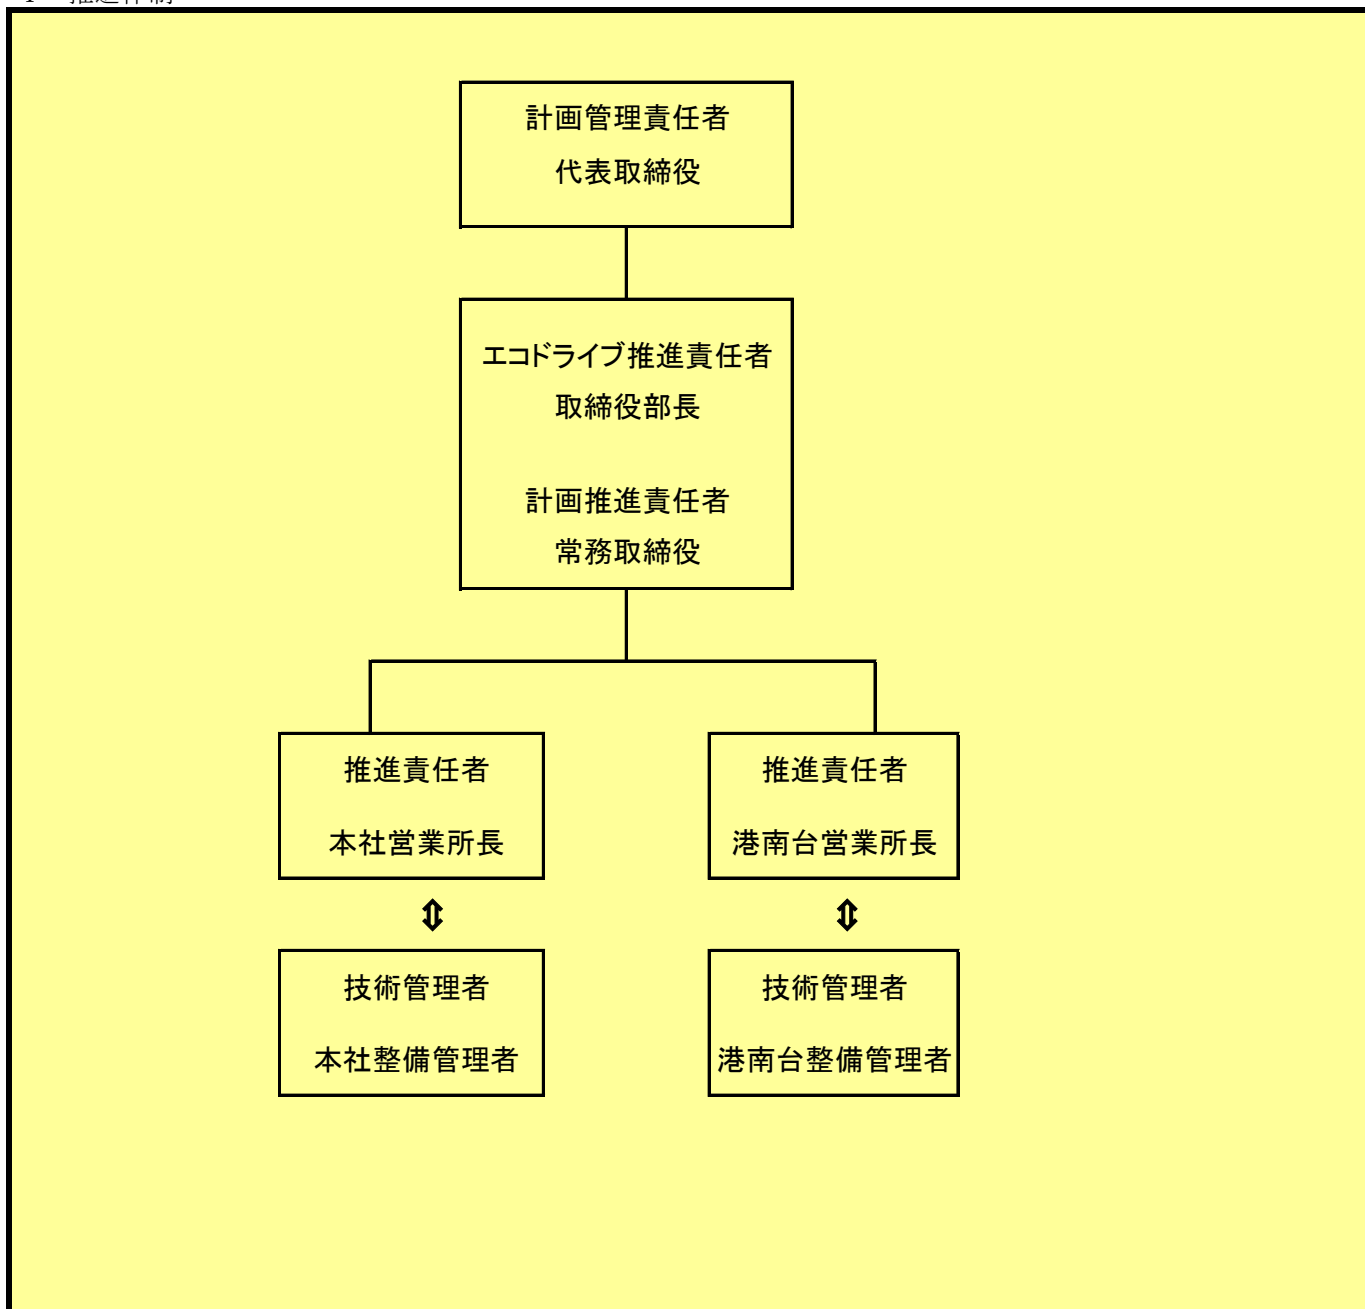 計画管理責任者
代表取締役
エコドライブ推進責任者
取締役部長
計画推進責任者
常務取締役
推進責任者
本社営業所長
推進責任者
港南台営業所長
⇕
⇕
技術管理者
本社整備管理者
技術管理者
港南台整備管理者